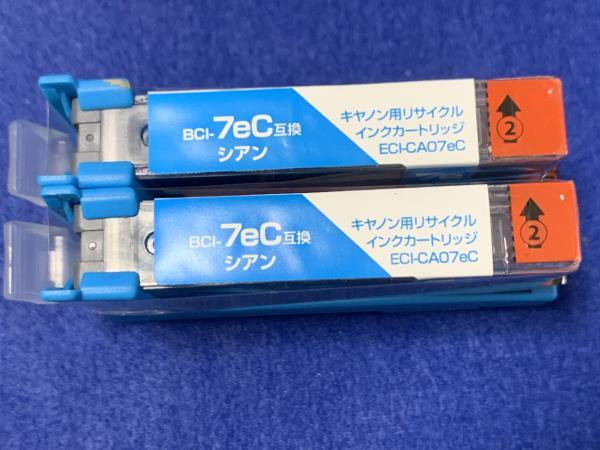 BCI-7eC互換
シアン
キヤノン用リサイクル
インクカートリッジ
ECI-CA07eC
②
BCI-7eC互換
シアン
キヤノン用リサイクル
インクカートリッジ
ECI-CA07eC
②